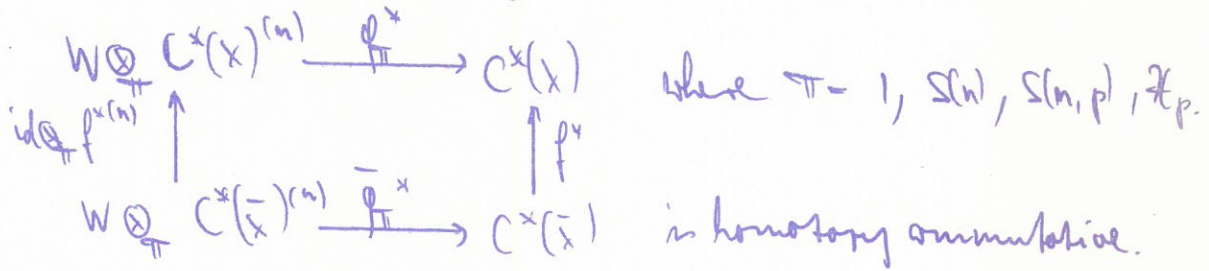 W⊗_π C*(X)^(n) —φ_π*→ C*(X) where π = 1, S(n), S(n,p), Z_p.
id⊗_π f*^(n) ↑ ↑ f*
W⊗_π C*(X̄)^(n) —φ̄_π*→ C*(X̄) is homotopy commutative.